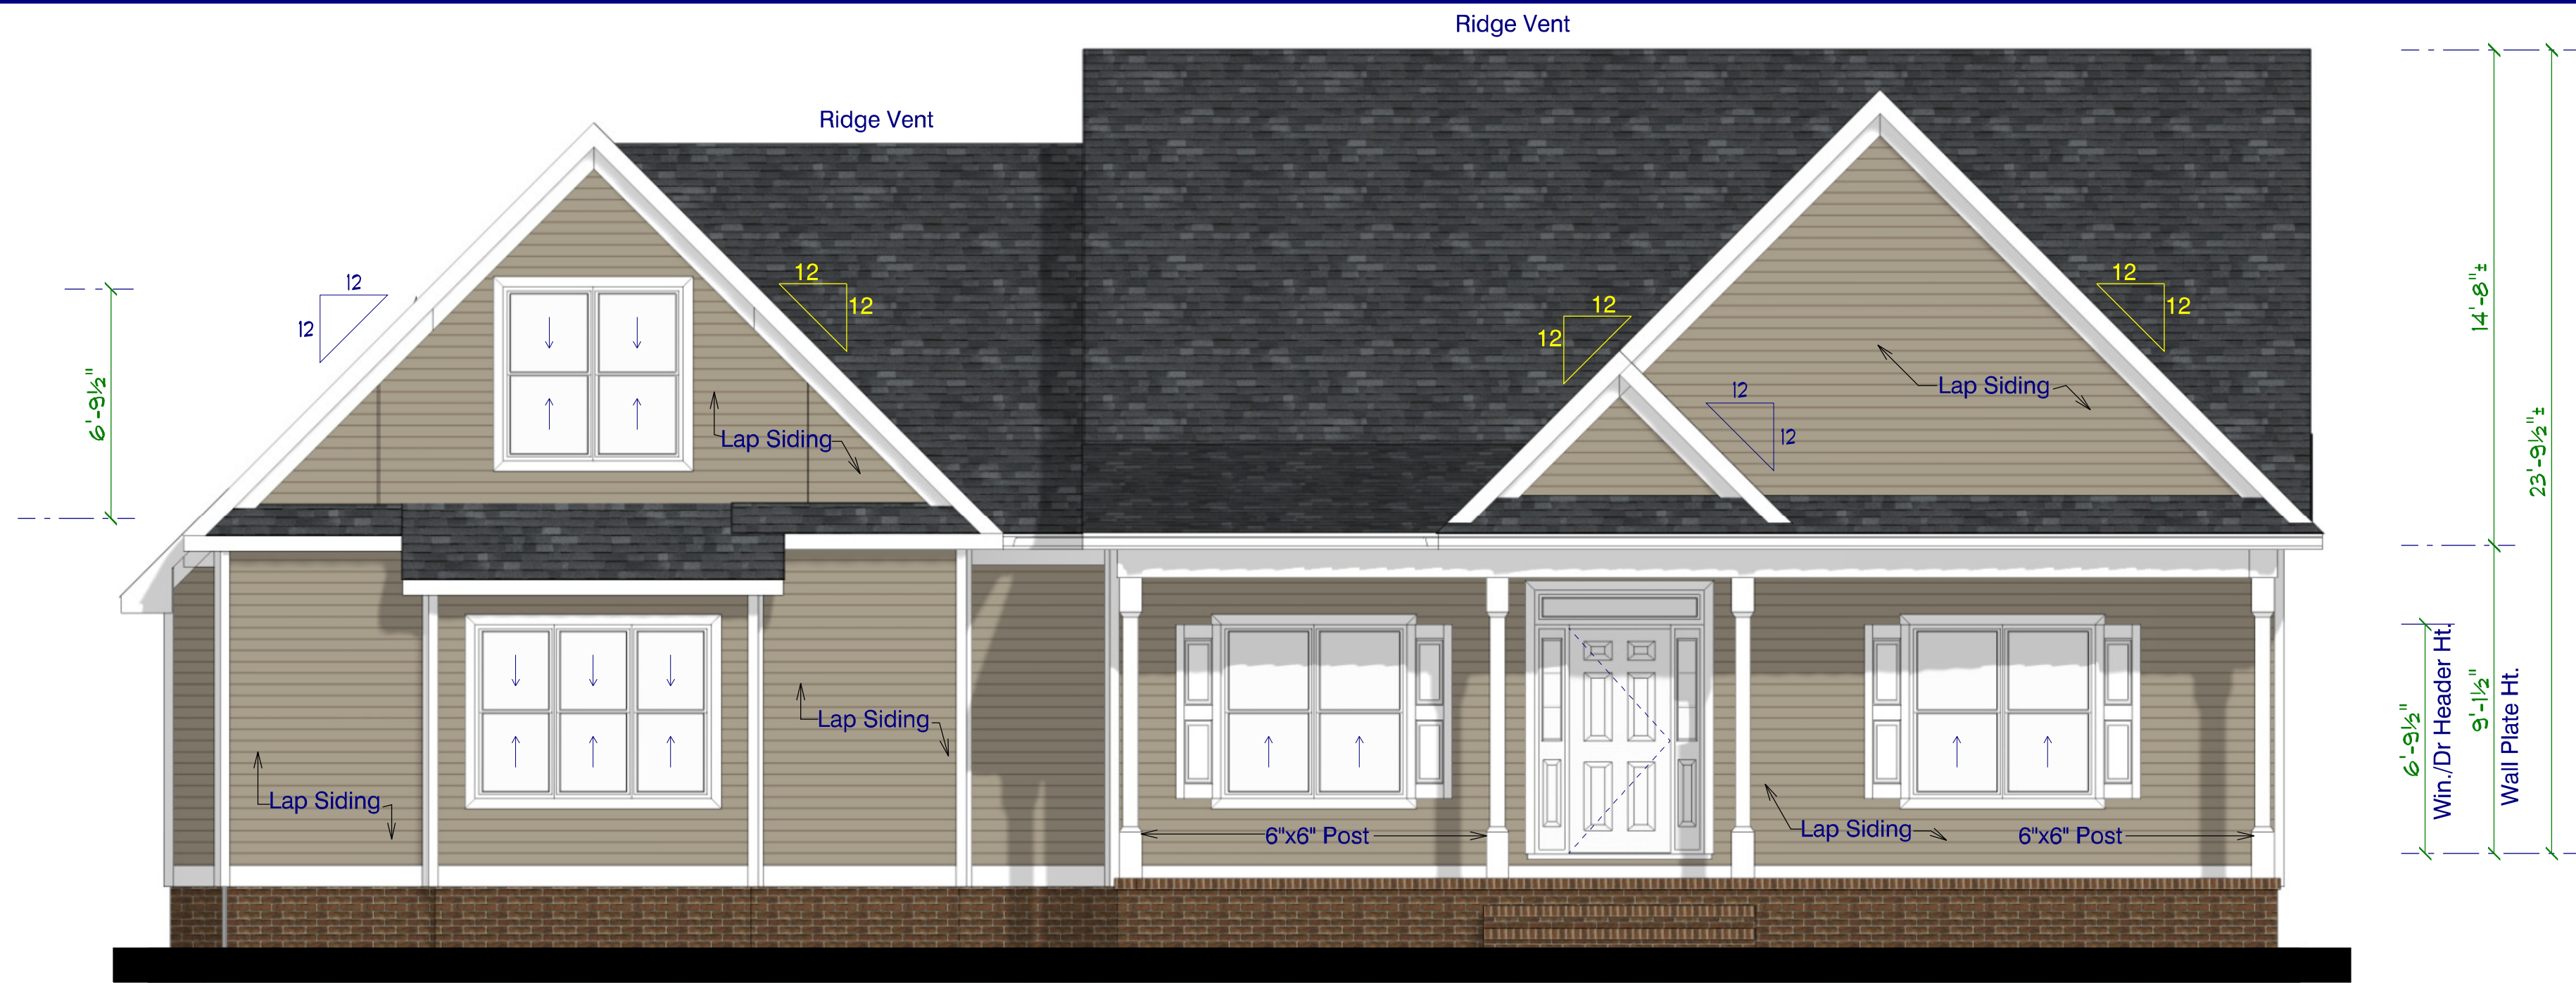 Ridge Vent
Ridge Vent
12
12
12
12
12
12
12
12
12
12
6'-9½"
14'-8"±
23'-9½"±
Lap Siding
Lap Siding
Lap Siding
Lap Siding
Lap Siding
6"x6" Post
6"x6" Post
6'-9½"
Win./Dr Header Ht.
9'-1½"
Wall Plate Ht.